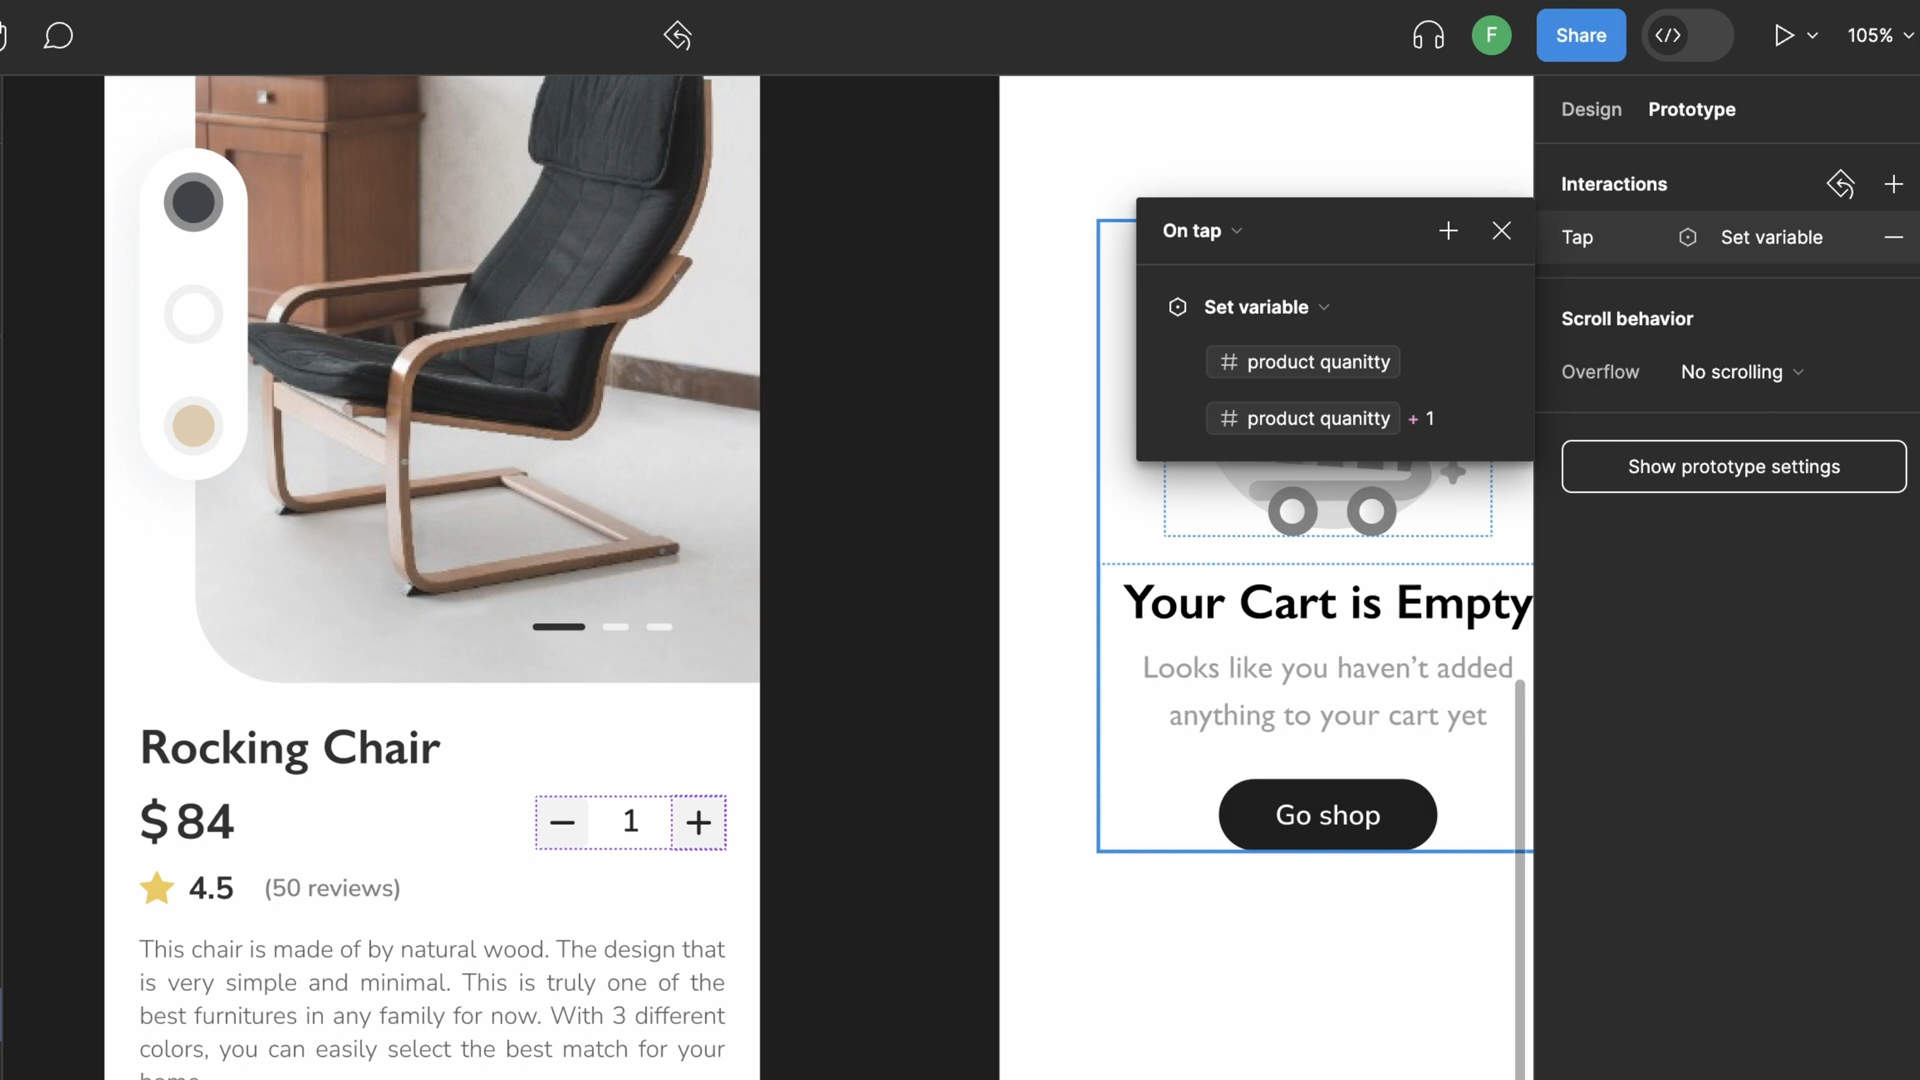 F
Share
105%
Design
Prototype
Interactions
Tap
Set variable
Scroll behavior
Overflow
No scrolling
Show prototype settings
On tap
Set variable
# product quanitty
# product quanitty + 1
Your Cart is Empty
Looks like you haven’t added
anything to your cart yet
Go shop
Rocking Chair
$ 84
1
4.5
(50 reviews)
This chair is made of by natural wood. The design that
is very simple and minimal. This is truly one of the
best furnitures in any family for now. With 3 different
colors, you can easily select the best match for your